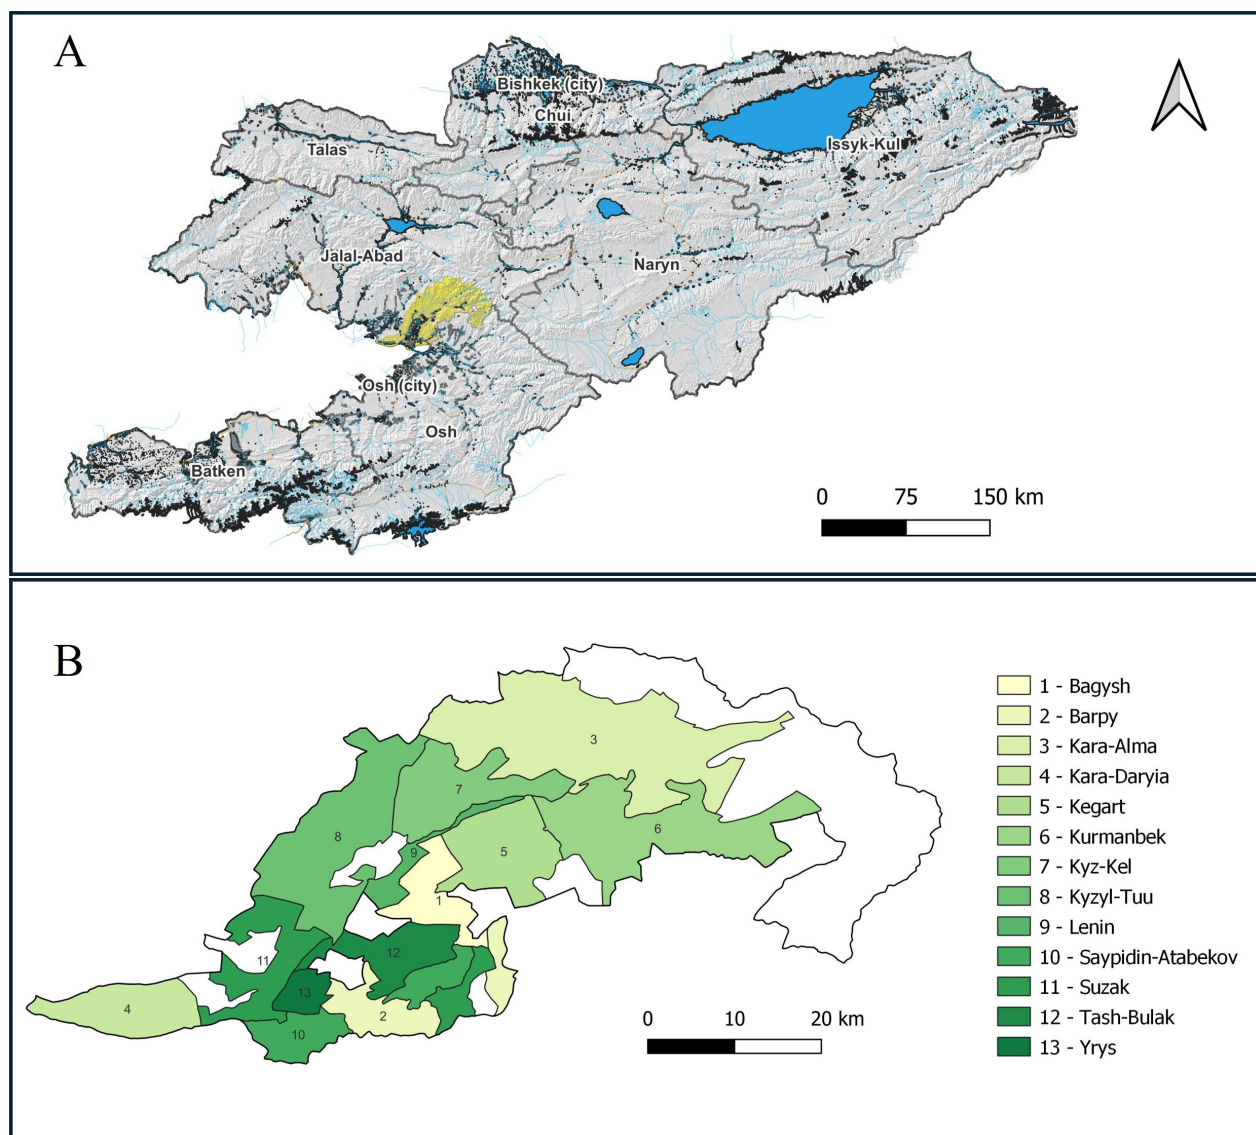 A
Bishkek (city)
Chui
Talas
Issyk-Kul
Jalal-Abad
Naryn
Osh (city)
Osh
Batken
0 75 150 km
B
3
7
8
6
9
5
1
12
11
13
4
2
10
1 - Bagysh
2 - Barpy
3 - Kara-Alma
4 - Kara-Daryia
5 - Kegart
6 - Kurmanbek
7 - Kyz-Kel
8 - Kyzyl-Tuu
9 - Lenin
10 - Saypidin-Atabekov
11 - Suzak
12 - Tash-Bulak
13 - Yrys
0 10 20 km